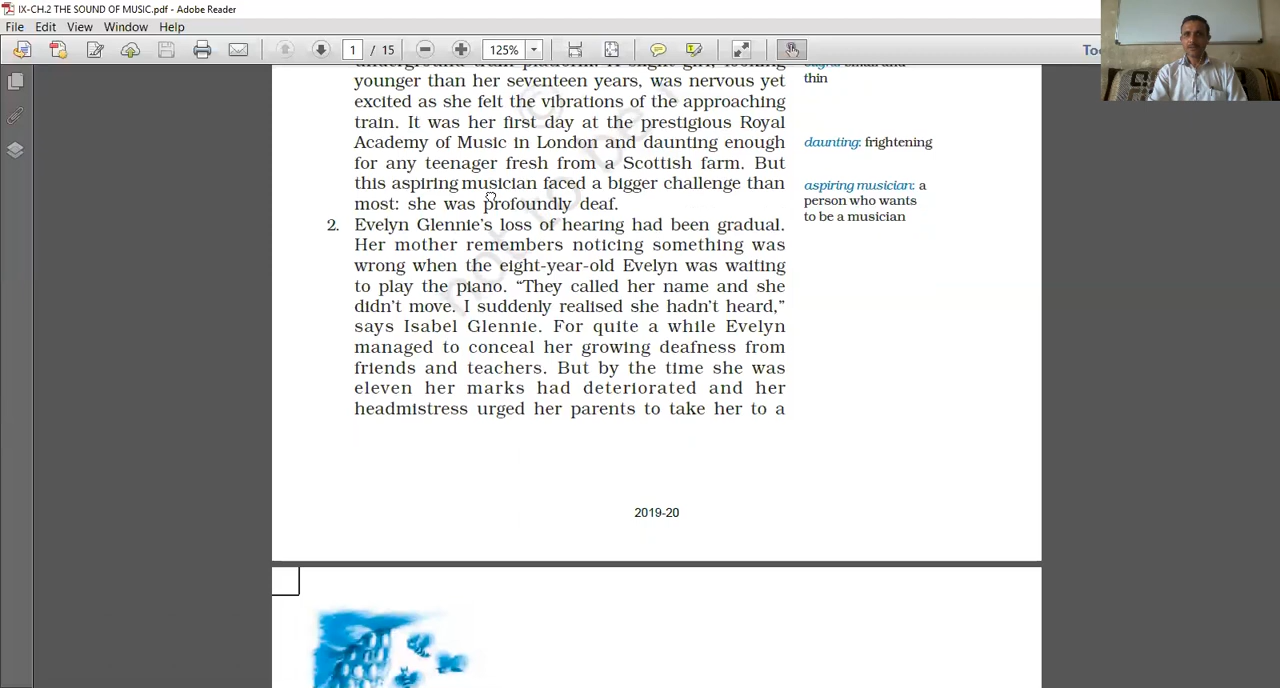 IX-CH.2 THE SOUND OF MUSIC.pdf - Adobe Reader
File Edit View Window Help
1 / 15 125%
younger than her seventeen years, was nervous yet
excited as she felt the vibrations of the approaching
train. It was her first day at the prestigious Royal
Academy of Music in London and daunting enough
for any teenager fresh from a Scottish farm. But
this aspiring musician faced a bigger challenge than
most: she was profoundly deaf.
2. Evelyn Glennie's loss of hearing had been gradual.
Her mother remembers noticing something was
wrong when the eight-year-old Evelyn was waiting
to play the piano. “They called her name and she
didn't move. I suddenly realised she hadn't heard,”
says Isabel Glennie. For quite a while Evelyn
managed to conceal her growing deafness from
friends and teachers. But by the time she was
eleven her marks had deteriorated and her
headmistress urged her parents to take her to a
thin
daunting: frightening
aspiring musician: a
person who wants
to be a musician
©
not to be
2019-20